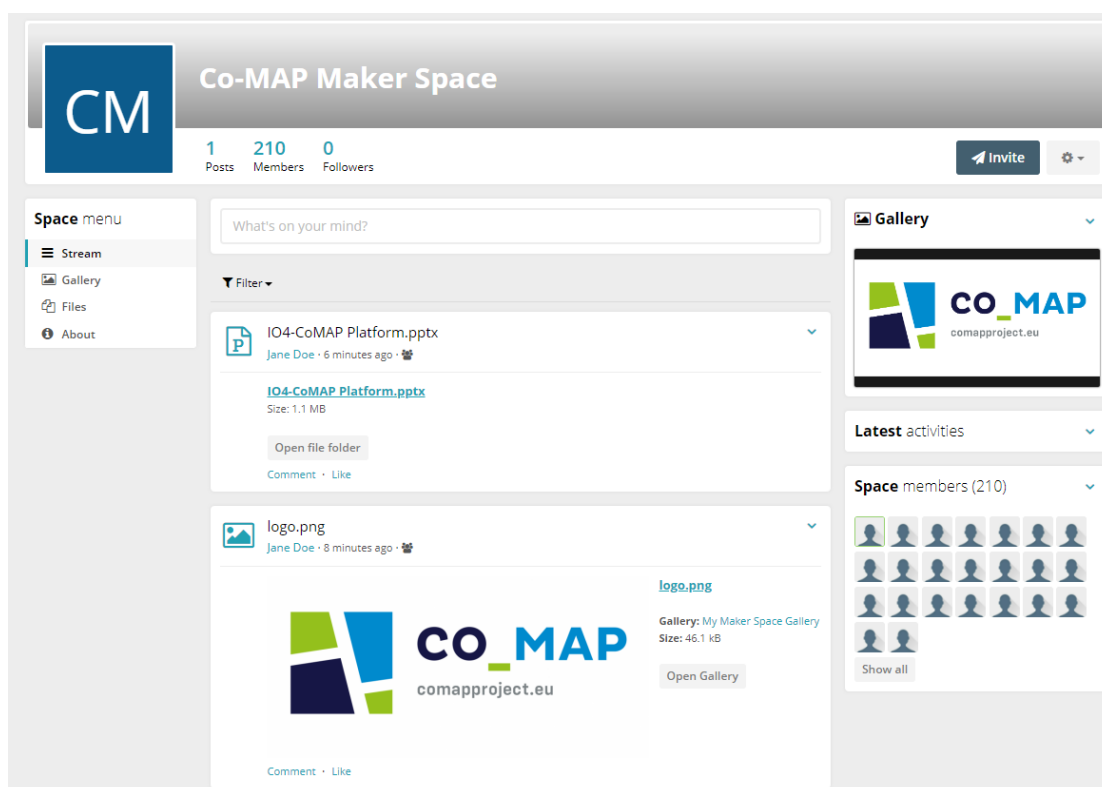 CM
Co-MAP Maker Space
1 210 0
Posts Members Followers
Invite
Space menu
Stream
Gallery
Files
About
What's on your mind?
Filter
IO4-CoMAP Platform.pptx
Jane Doe · 6 minutes ago ·
IO4-CoMAP Platform.pptx
Size: 1.1 MB
Open file folder
Comment · Like
logo.png
Jane Doe · 8 minutes ago ·
CO_MAP
comapproject.eu
logo.png
Gallery: My Maker Space Gallery
Size: 46.1 kB
Open Gallery
Comment · Like
Gallery
CO_MAP
comapproject.eu
Latest activities
Space members (210)
Show all